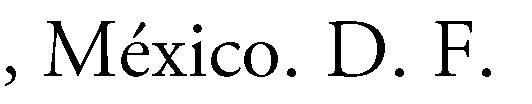 , México. D. F.